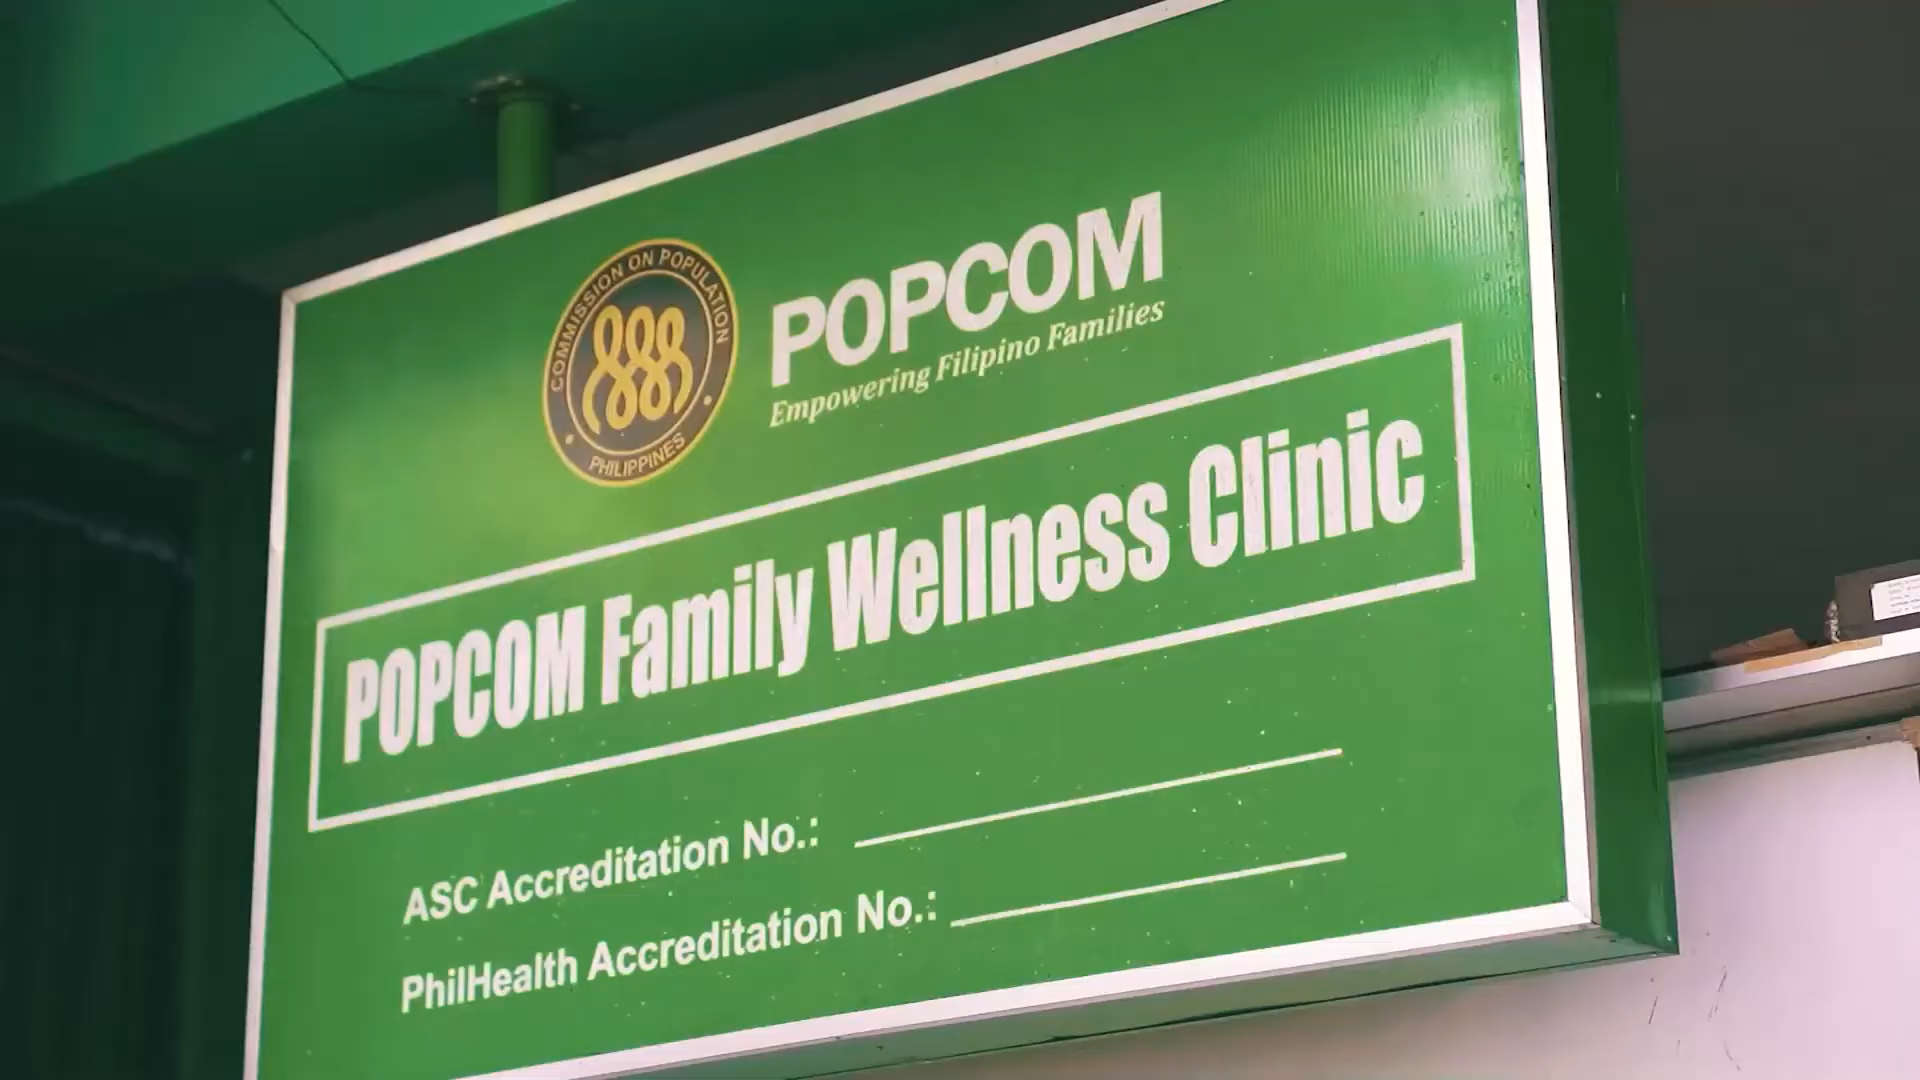 COMMISSION ON POPULATION
PHILIPPINES
POPCOM
Empowering Filipino Families
POPCOM Family Wellness Clinic
ASC Accreditation No.:
PhilHealth Accreditation No.: